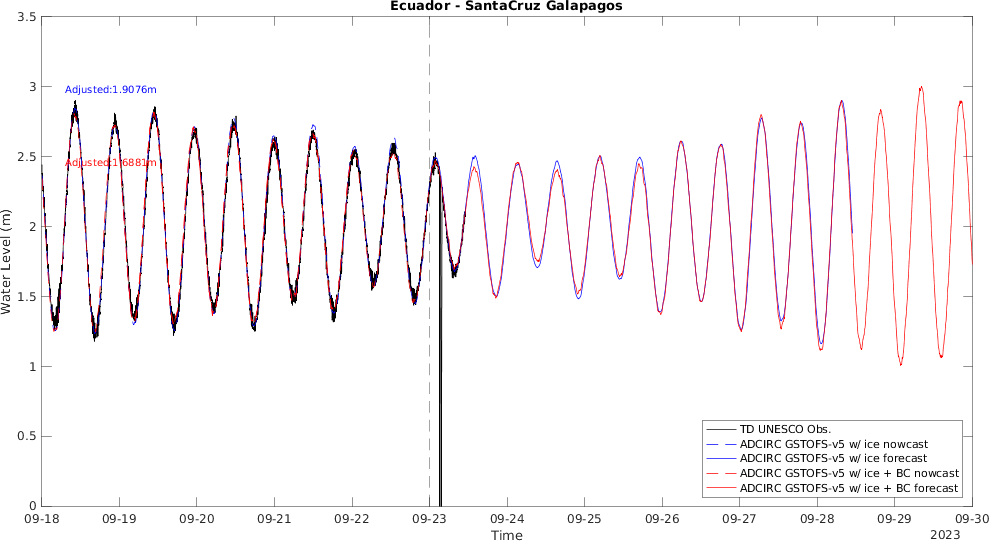 Ecuador - SantaCruz Galapagos
3.5
3
2.5
2
1.5
1
0.5
0
Water Level (m)
Adjusted:1.9076m
Adjusted:1.6881m
TD UNESCO Obs.
ADCIRC GSTOFS-v5 w/ ice nowcast
ADCIRC GSTOFS-v5 w/ ice forecast
ADCIRC GSTOFS-v5 w/ ice + BC nowcast
ADCIRC GSTOFS-v5 w/ ice + BC forecast
09-18 09-19 09-20 09-21 09-22 09-23 09-24 09-25 09-26 09-27 09-28 09-29 09-30
Time
2023